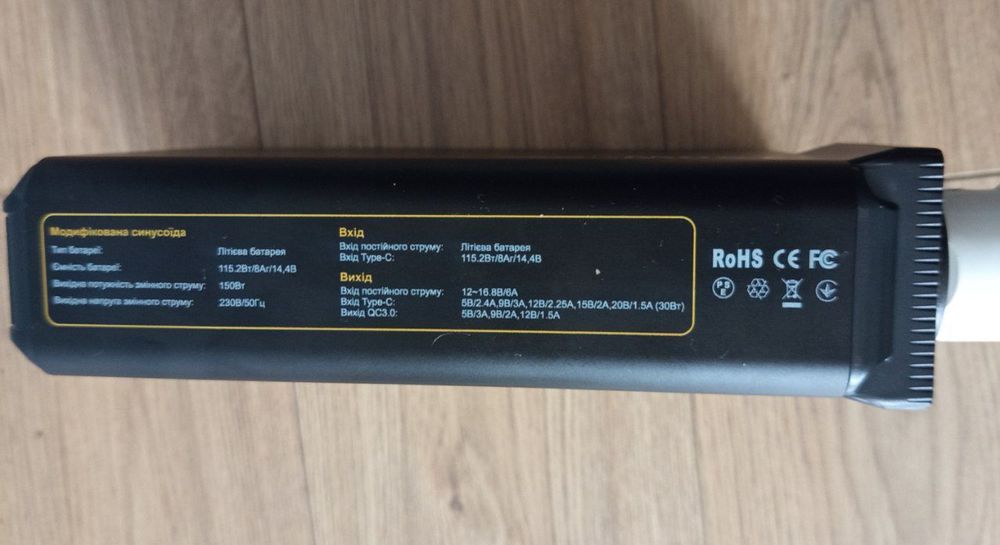 Модифікована синусоїда
Тип батареї: Літієва батарея
Ємність батареї: 115.2Вт/8Аг/14,4В
Вихідна потужність змінного струму: 150Вт
Вихідна напруга змінного струму: 230В/50Гц
Вхід
Вхід постійного струму: Літієва батарея
Вхід Type-C: 115.2Вт/8Аг/14,4В
Вихід
Вихід постійного струму: 12~16.8В/6А
Вихід Type-C: 5В/2.4А,9В/3А,12В/2.25А,15В/2А,20В/1.5А (30Вт)
Вихід QC3.0: 5В/3А,9В/2А,12В/1.5А
RoHS CE FC
PSE